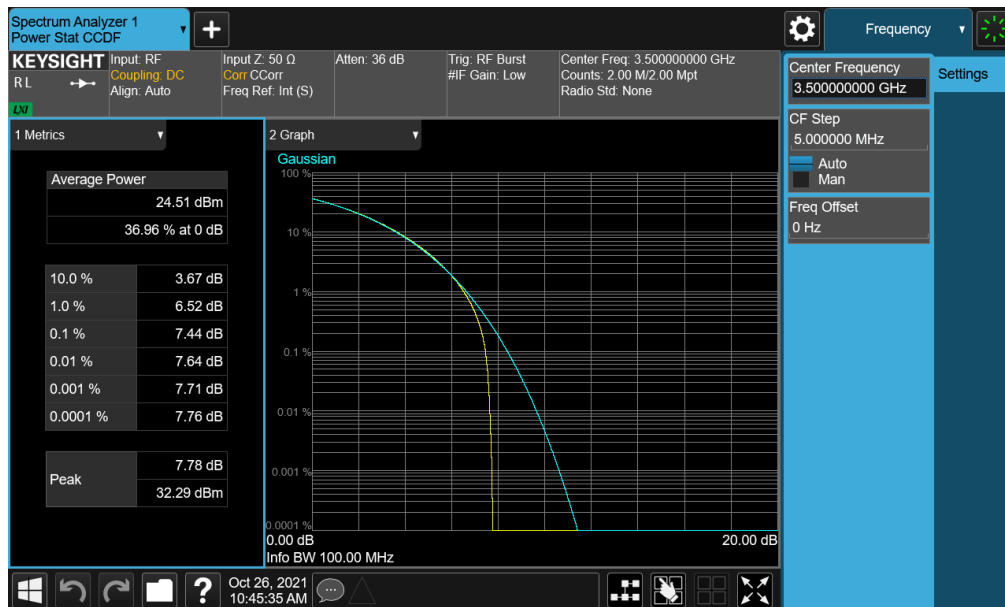 Spectrum Analyzer 1
Power Stat CCDF
+
Frequency
KEYSIGHT
R L
LXI
Input: RF
Coupling: DC
Align: Auto
Input Z: 50 Ω
Corr CCorr
Freq Ref: Int (S)
Atten: 36 dB
Trig: RF Burst
#IF Gain: Low
Center Freq: 3.500000000 GHz
Counts: 2.00 M/2.00 Mpt
Radio Std: None
Center Frequency
3.500000000 GHz
Settings
CF Step
5.000000 MHz
Auto
Man
Freq Offset
0 Hz
1 Metrics
Average Power
24.51 dBm
36.96 % at 0 dB
10.0 % 3.67 dB
1.0 % 6.52 dB
0.1 % 7.44 dB
0.01 % 7.64 dB
0.001 % 7.71 dB
0.0001 % 7.76 dB
Peak 7.78 dB
32.29 dBm
2 Graph
Gaussian
100 %
10 %
1 %
0.1 %
0.01 %
0.001 %
0.0001 %
0.00 dB 20.00 dB
Info BW 100.00 MHz
?
Oct 26, 2021
10:45:35 AM